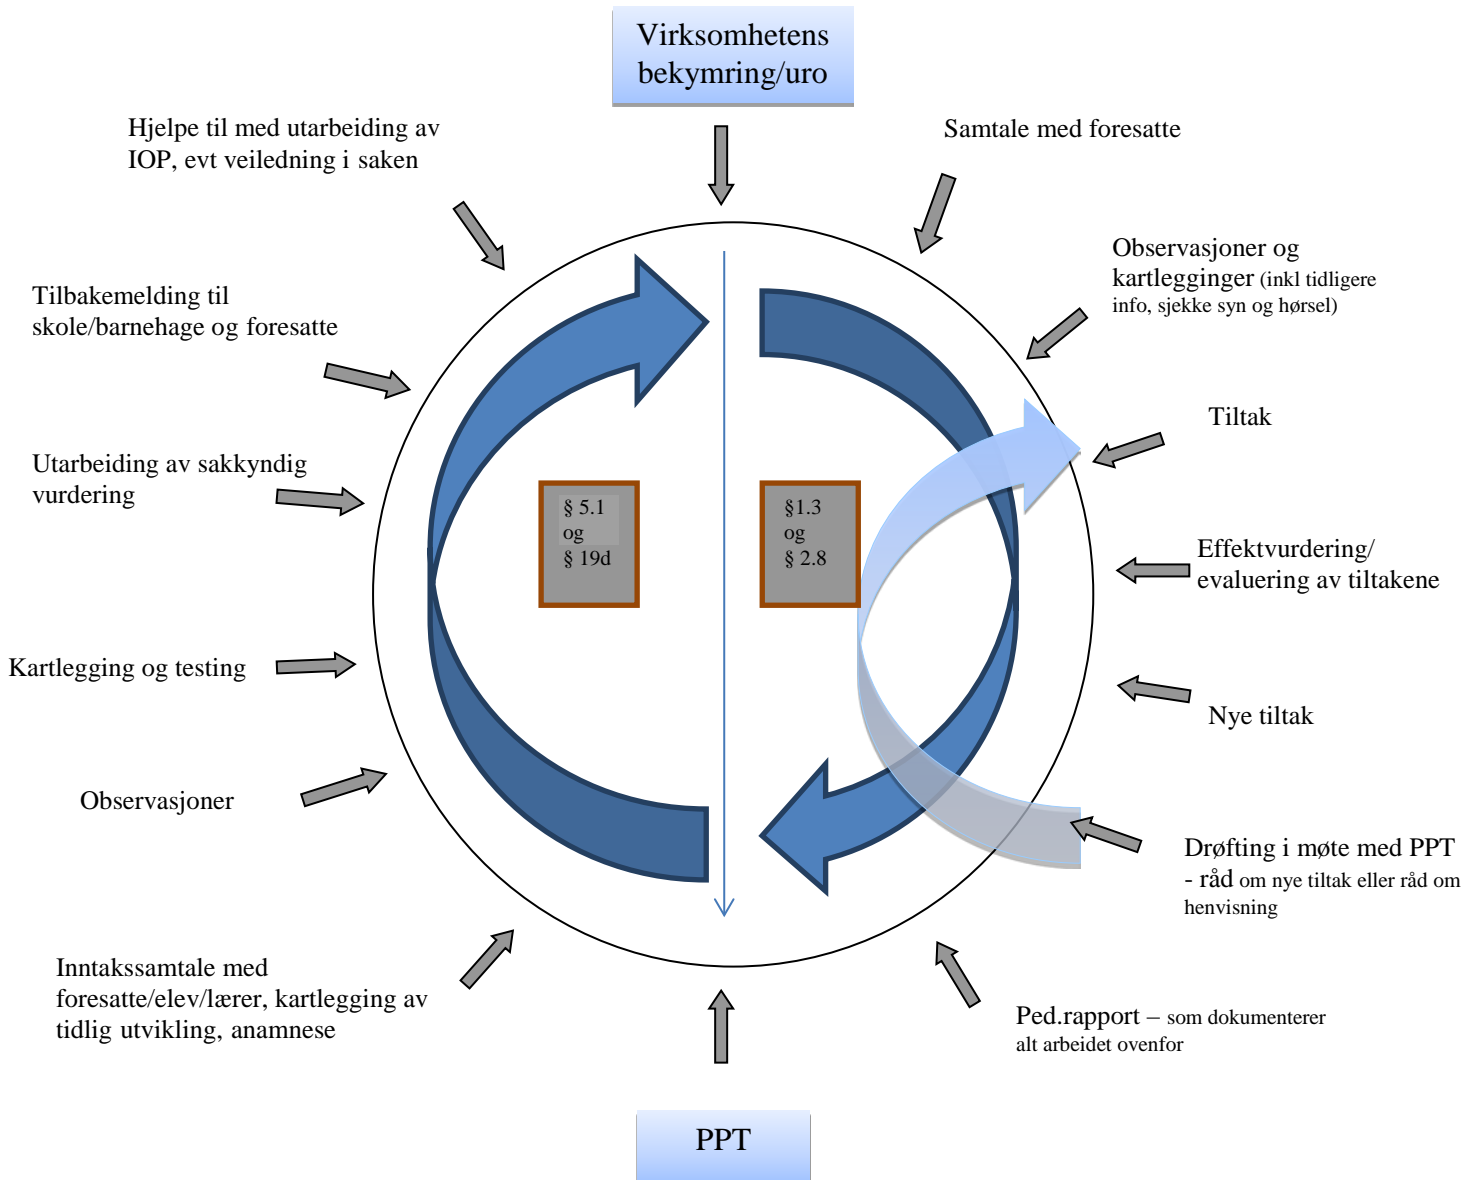 Virksomhetens
bekymring/uro
Samtale med foresatte
Observasjoner og
kartlegginger (inkl tidligere
info, sjekke syn og hørsel)
Tiltak
Effektvurdering/
evaluering av tiltakene
Nye tiltak
Drøfting i møte med PPT
- råd om nye tiltak eller råd om
henvisning
Ped.rapport – som dokumenterer
alt arbeidet ovenfor
PPT
Inntakssamtale med
foresatte/elev/lærer, kartlegging av
tidlig utvikling, anamnese
Observasjoner
Kartlegging og testing
Utarbeiding av sakkyndig
vurdering
Tilbakemelding til
skole/barnehage og foresatte
Hjelpe til med utarbeiding av
IOP, evt veiledning i saken
§ 5.1
og
§ 19d
§1.3
og
§ 2.8